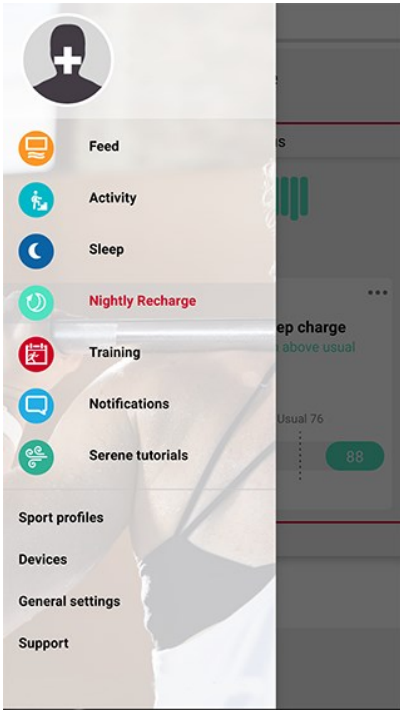 Feed
s
Activity
Sleep
Nightly Recharge
ep charge
above usual
Training
Notifications
Usual 76
Serene tutorials
88
Sport profiles
Devices
General settings
Support